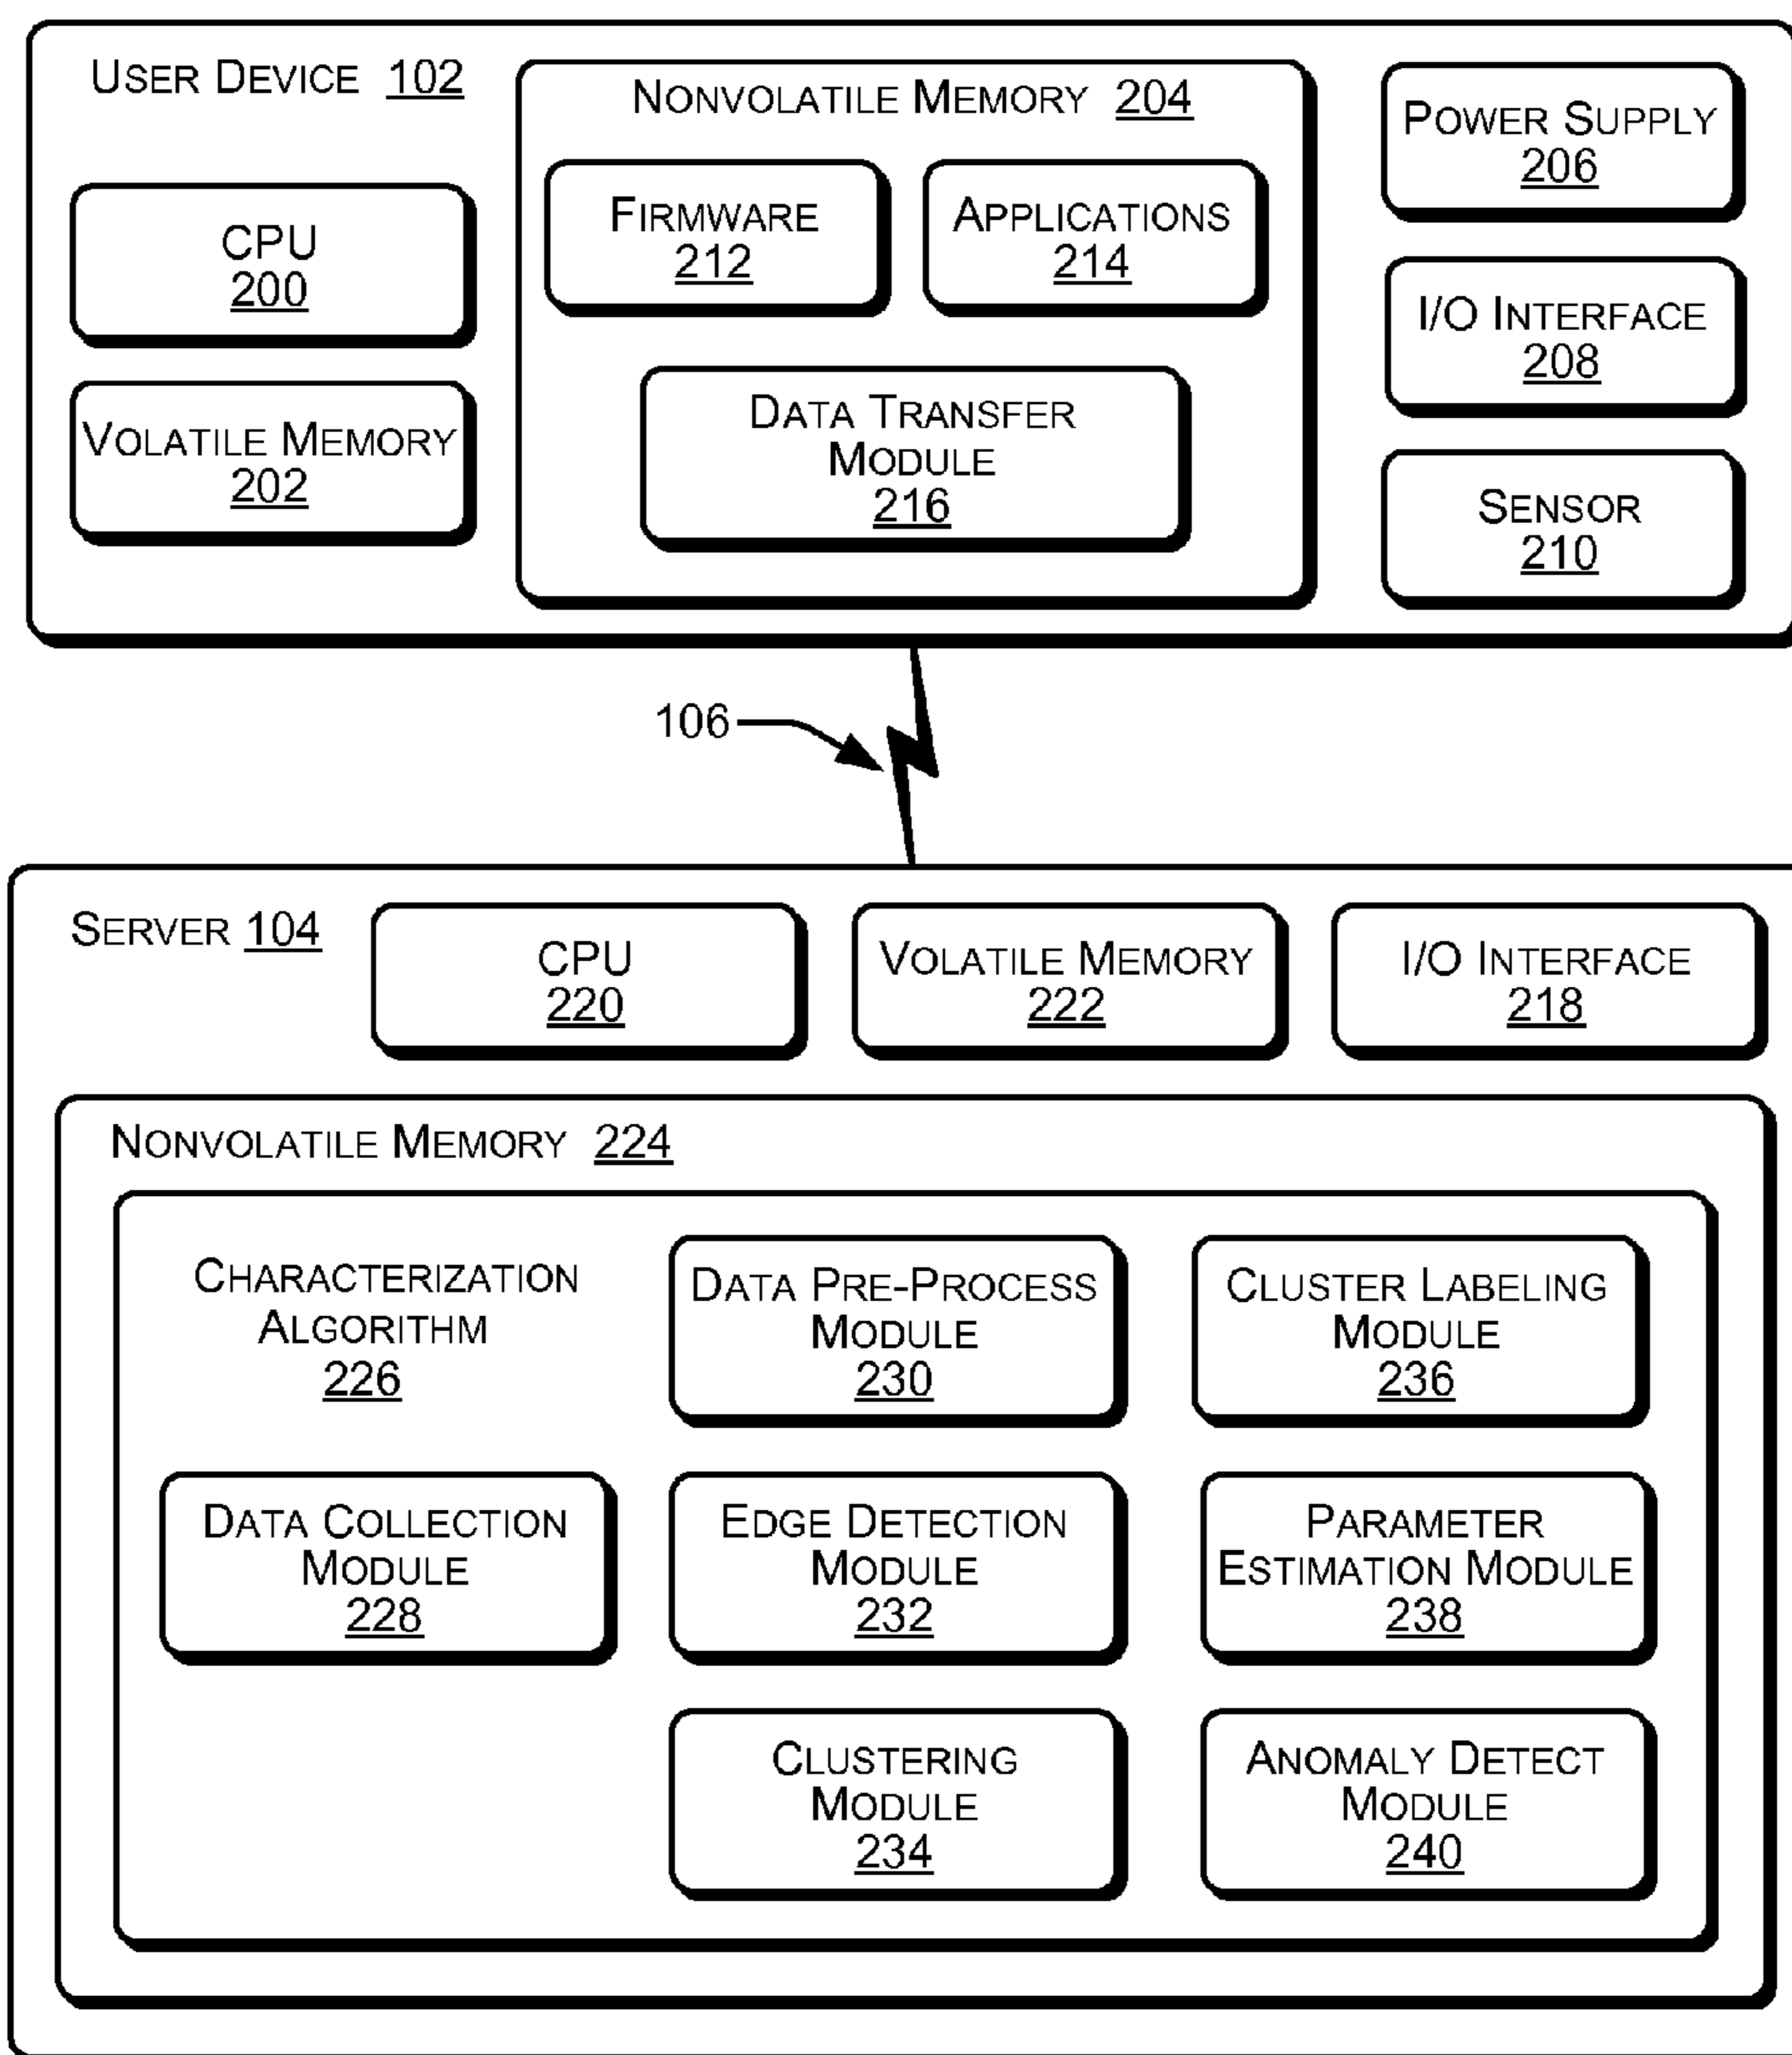 USER DEVICE 102
CPU
200
VOLATILE MEMORY
202
NONVOLATILE MEMORY 204
FIRMWARE
212
APPLICATIONS
214
DATA TRANSFER
MODULE
216
POWER SUPPLY
206
I/O INTERFACE
208
SENSOR
210
106
SERVER 104
CPU
220
VOLATILE MEMORY
222
I/O INTERFACE
218
NONVOLATILE MEMORY 224
CHARACTERIZATION
ALGORITHM
226
DATA COLLECTION
MODULE
228
DATA PRE-PROCESS
MODULE
230
EDGE DETECTION
MODULE
232
CLUSTERING
MODULE
234
CLUSTER LABELING
MODULE
236
PARAMETER
ESTIMATION MODULE
238
ANOMALY DETECT
MODULE
240